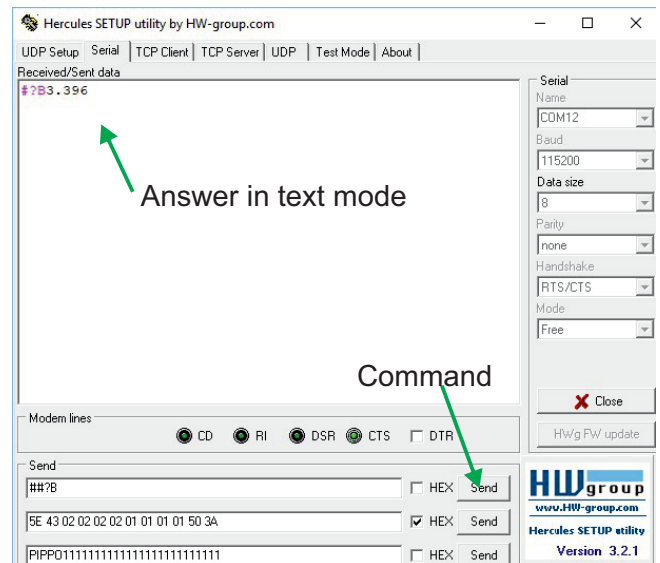 Hercules SETUP utility by HW-group.com
UDP Setup Serial TCP Client TCP Server UDP Test Mode About
Received/Sent data
#?B3.396
Answer in text mode
Serial
Name
COM12
Baud
115200
Data size
8
Parity
none
Handshake
RTS/CTS
Mode
Free
Command
Close
HWg FW update
Modem lines
CD RI DSR CTS DTR
Send
##?B HEX Send
5E 43 02 02 02 02 01 01 01 01 50 3A HEX Send
PIPPO1111111111111111111111111 HEX Send
HWgroup
www.HW-group.com
Hercules SETUP utility
Version 3.2.1